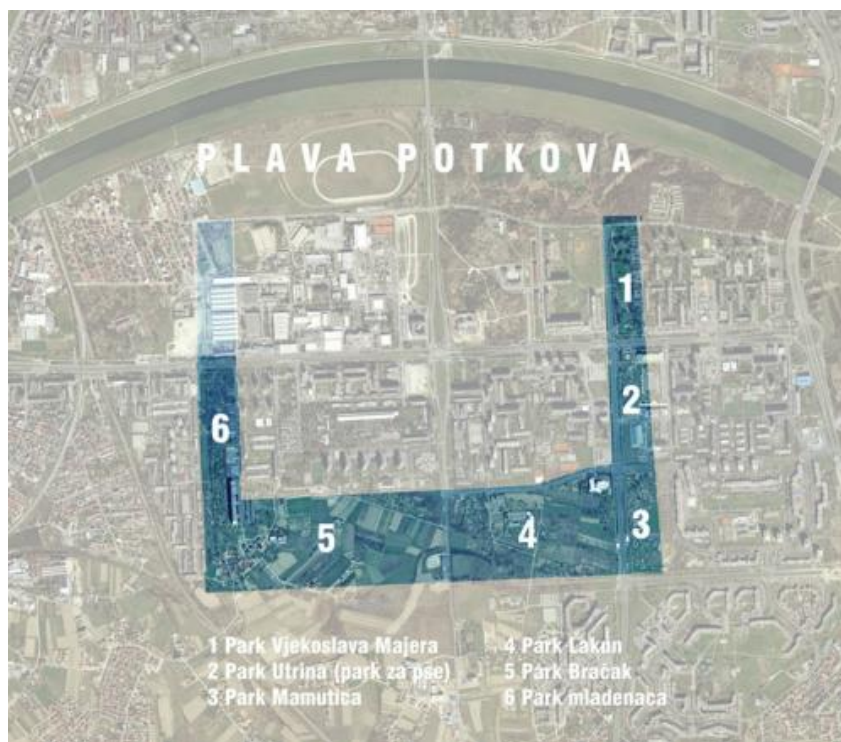 PLAVA POTKOVA
1
2
6
3
4
5
1 Park Vjekoslava Majera
2 Park Utrina (park za pse)
3 Park Mamutica
4 Park Lakun
5 Park Bračak
6 Park mladenaca